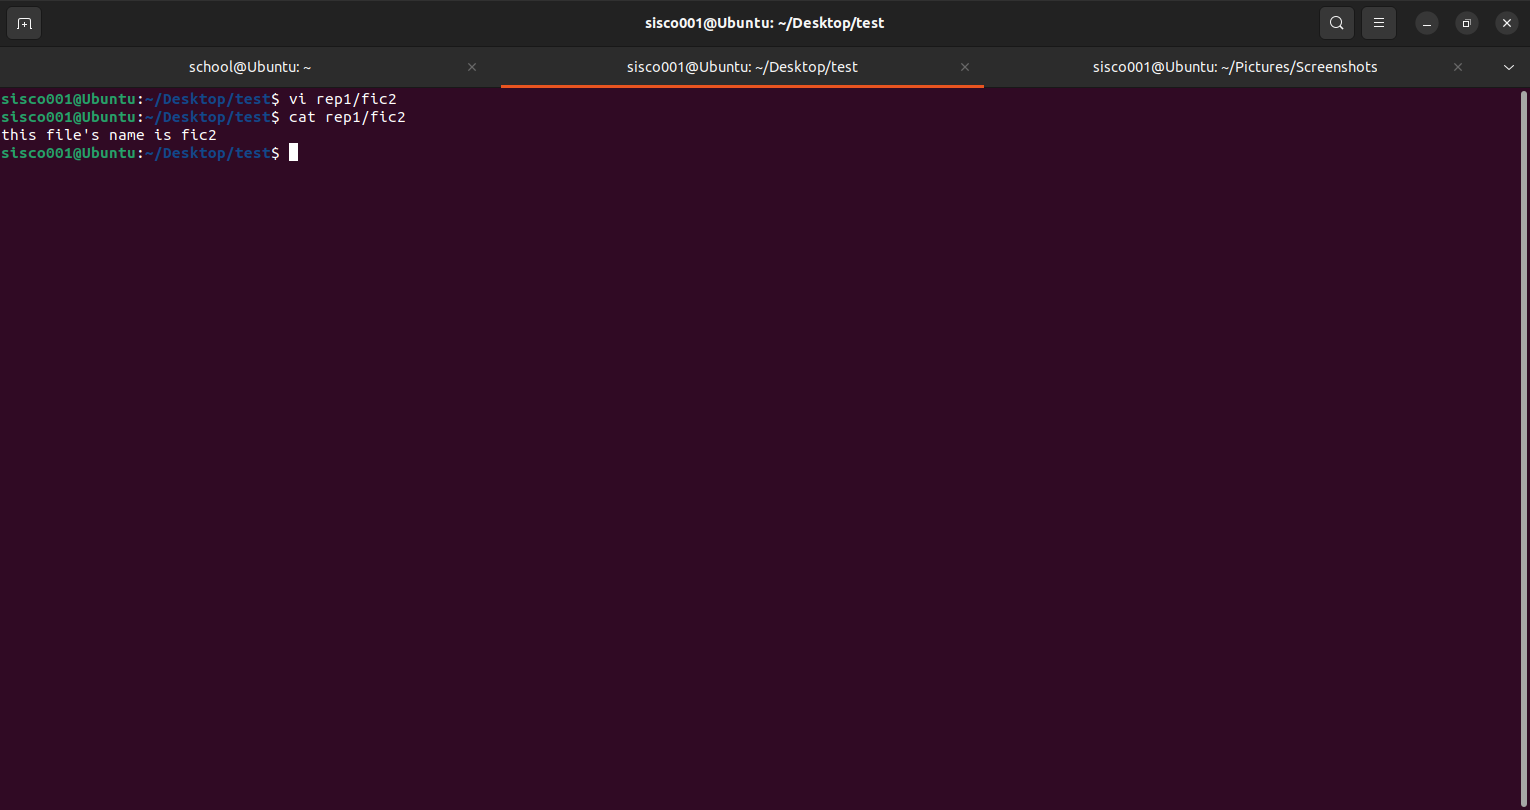 sisco001@Ubuntu: ~/Desktop/test
school@Ubuntu: ~
sisco001@Ubuntu: ~/Desktop/test
sisco001@Ubuntu: ~/Pictures/Screenshots
sisco001@Ubuntu:~/Desktop/test$ vi rep1/fic2
sisco001@Ubuntu:~/Desktop/test$ cat rep1/fic2
this file's name is fic2
sisco001@Ubuntu:~/Desktop/test$